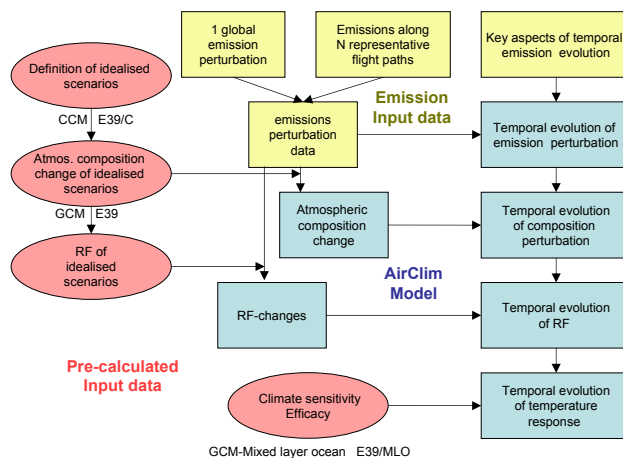 1 global
emission
perturbation
Emissions along
N representative
flight paths
Key aspects of temporal
emission evolution
Definition of idealised
scenarios
Emission
Input data
CCM E39/C
emissions
perturbation
data
Temporal evolution of
emission perturbation
Atmos. composition
change of idealised
scenarios
GCM E39
Atmospheric
composition
change
Temporal evolution
of composition
perturbation
RF of
idealised
scenarios
AirClim
Model
RF-changes
Temporal evolution
of RF
Pre-calculated
Input data
Climate sensitivity
Efficacy
Temporal evolution
of temperature
response
GCM-Mixed layer ocean E39/MLO